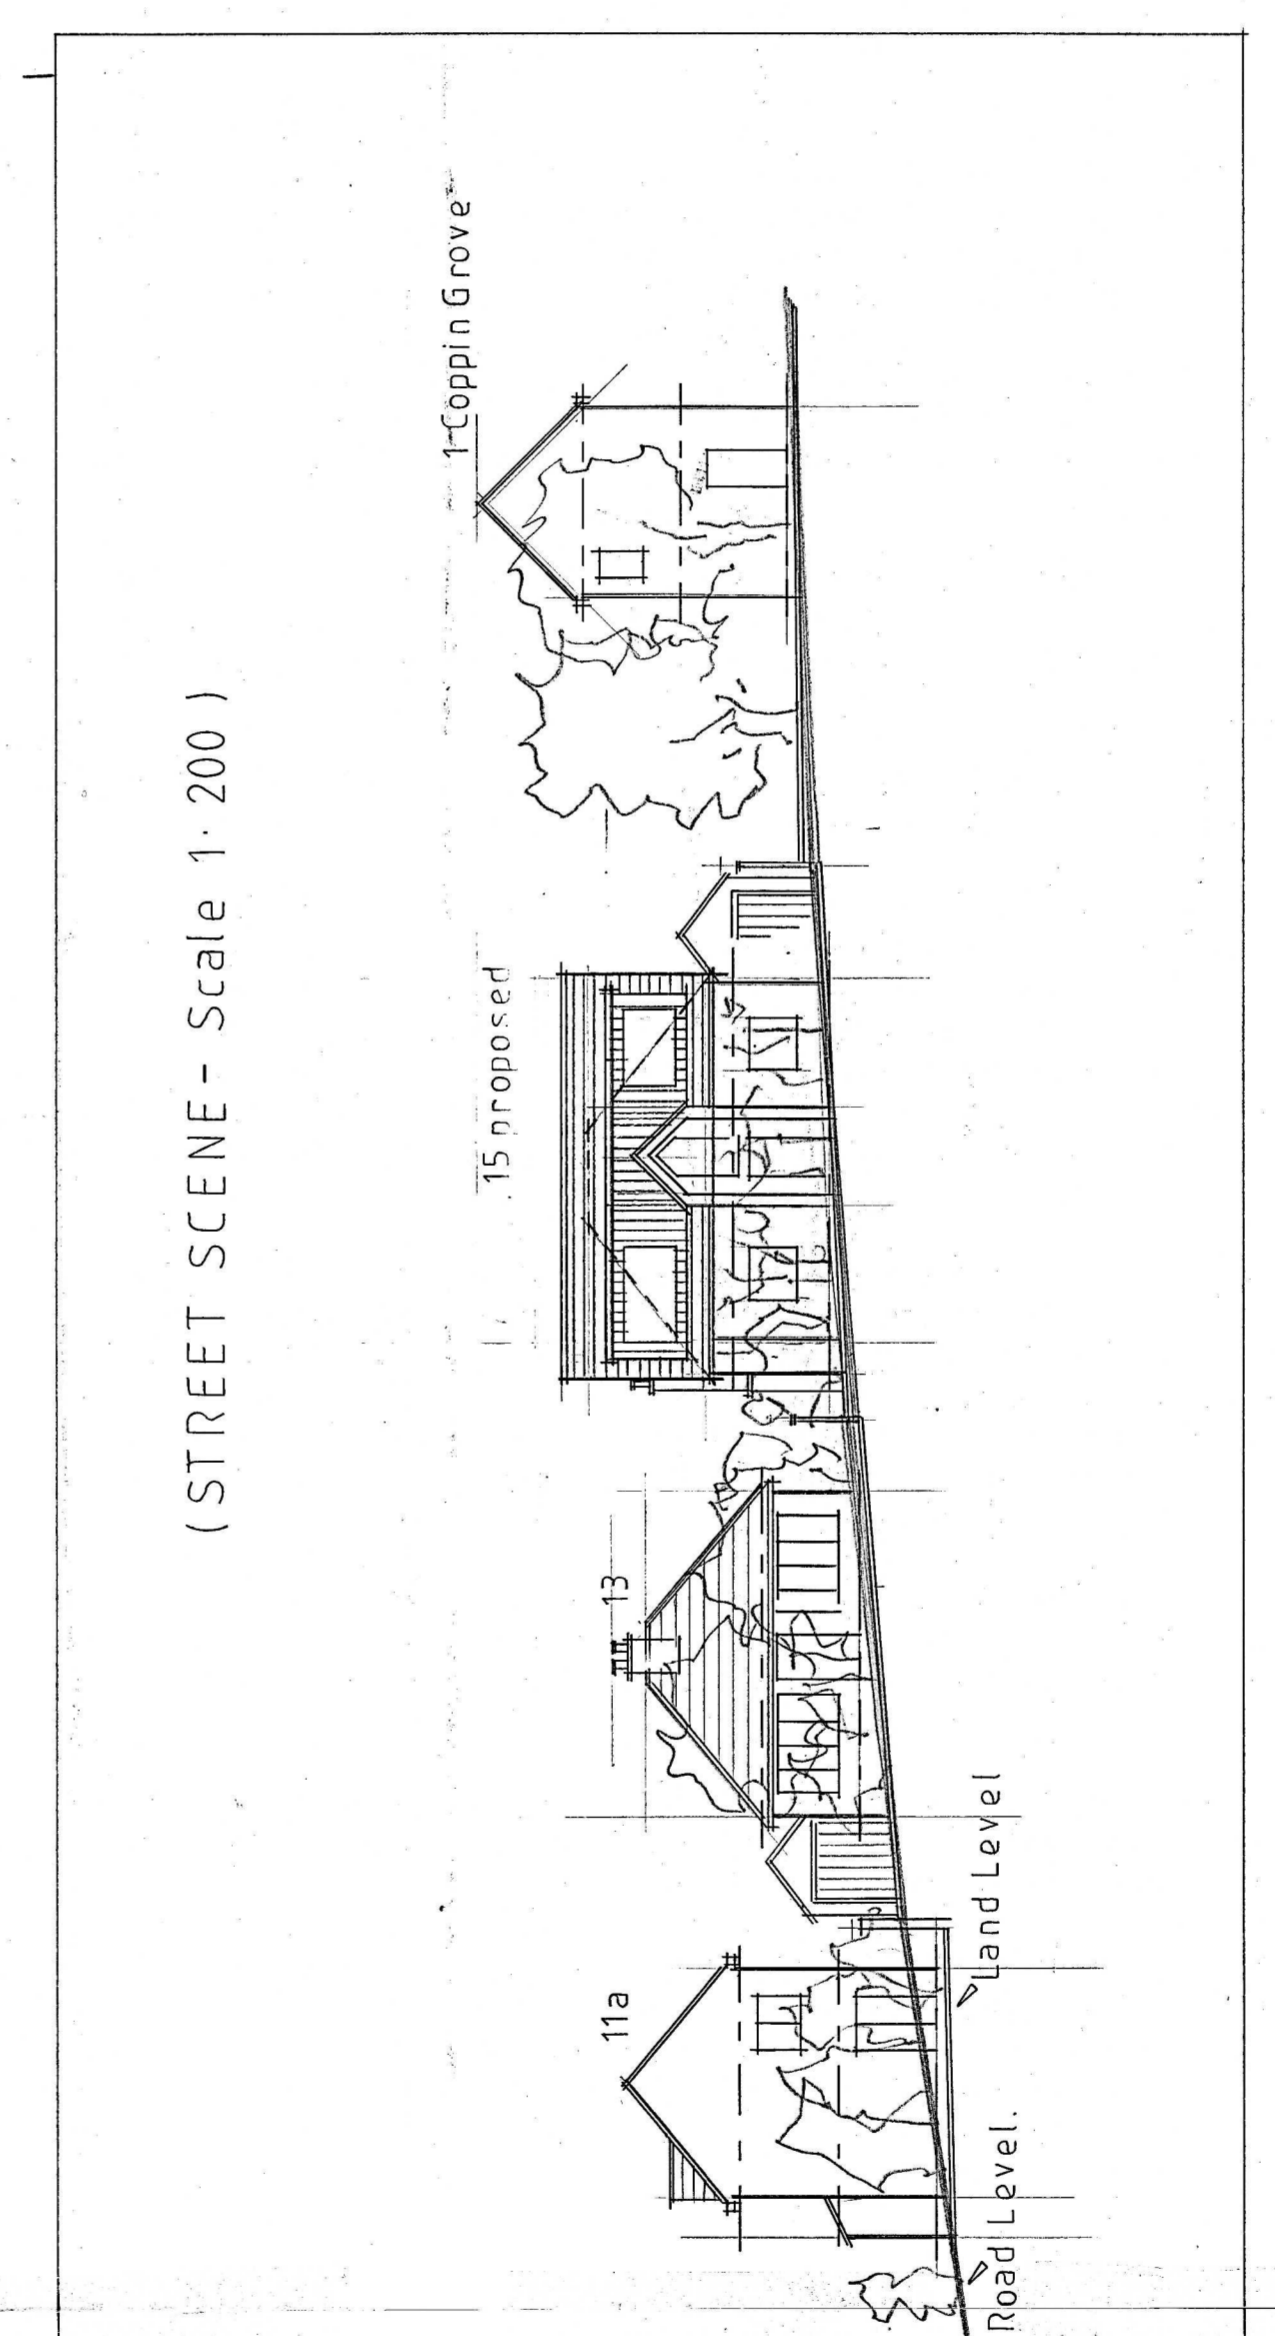 (STREET SCENE- Scale 1·200)
11a
13
15 proposed
1 Coppin Grove
Road Level.
Land Level